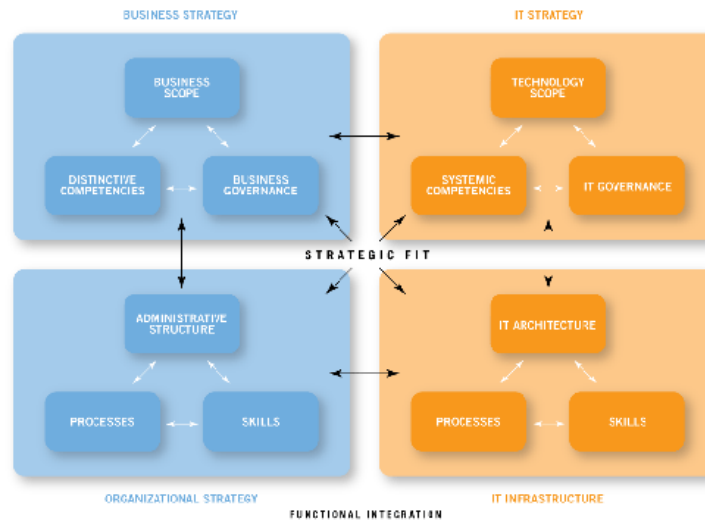 BUSINESS STRATEGY
IT STRATEGY
BUSINESS
SCOPE
TECHNOLOGY
SCOPE
DISTINCTIVE
COMPETENCIES
BUSINESS
GOVERNANCE
SYSTEMIC
COMPETENCIES
IT GOVERNANCE
STRATEGIC FIT
ADMINISTRATIVE
STRUCTURE
IT ARCHITECTURE
PROCESSES
SKILLS
PROCESSES
SKILLS
ORGANIZATIONAL STRATEGY
IT INFRASTRUCTURE
FUNCTIONAL INTEGRATION